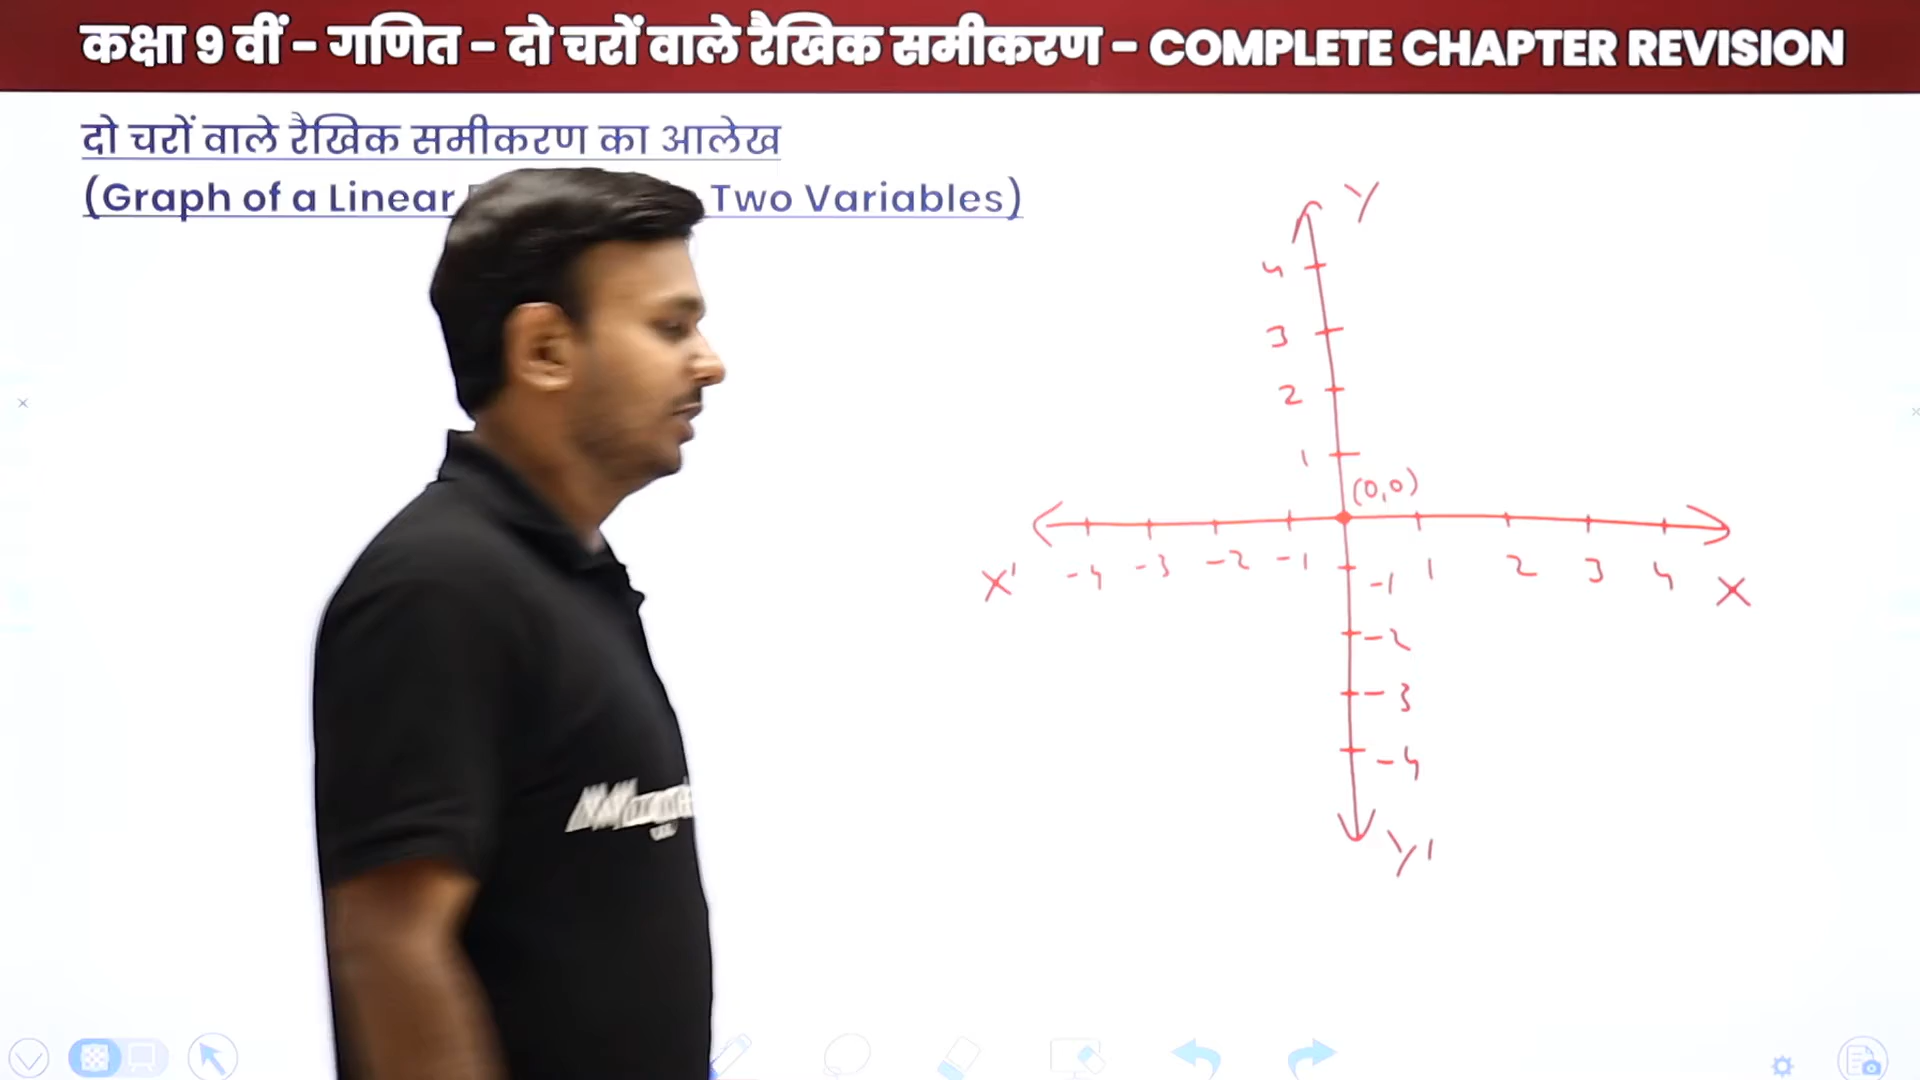 कक्षा 9 वीं - गणित - दो चरों वाले रैखिक समीकरण - COMPLETE CHAPTER REVISION
दो चरों वाले रैखिक समीकरण का आलेख
(Graph of a Linear Two Variables)
Y
4
3
2
1
(0,0)
X' -4 -3 -2 -1 1 2 3 4 X
-1
-2
-3
-4
Y'